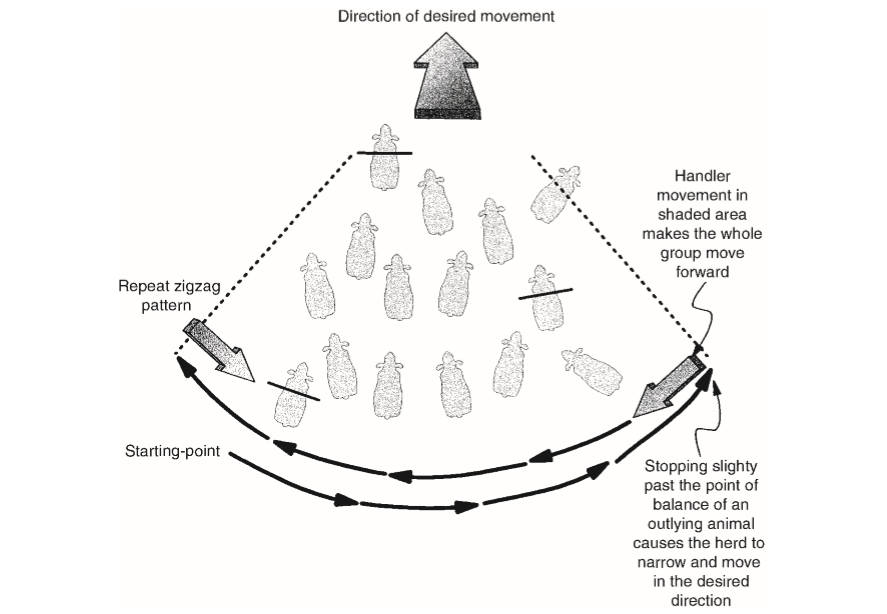 Direction of desired movement
Handler
movement in
shaded area
makes the whole
group move
forward
Repeat zigzag
pattern
Starting-point
Stopping slighty
past the point of
balance of an
outlying animal
causes the herd to
narrow and move
in the desired
direction